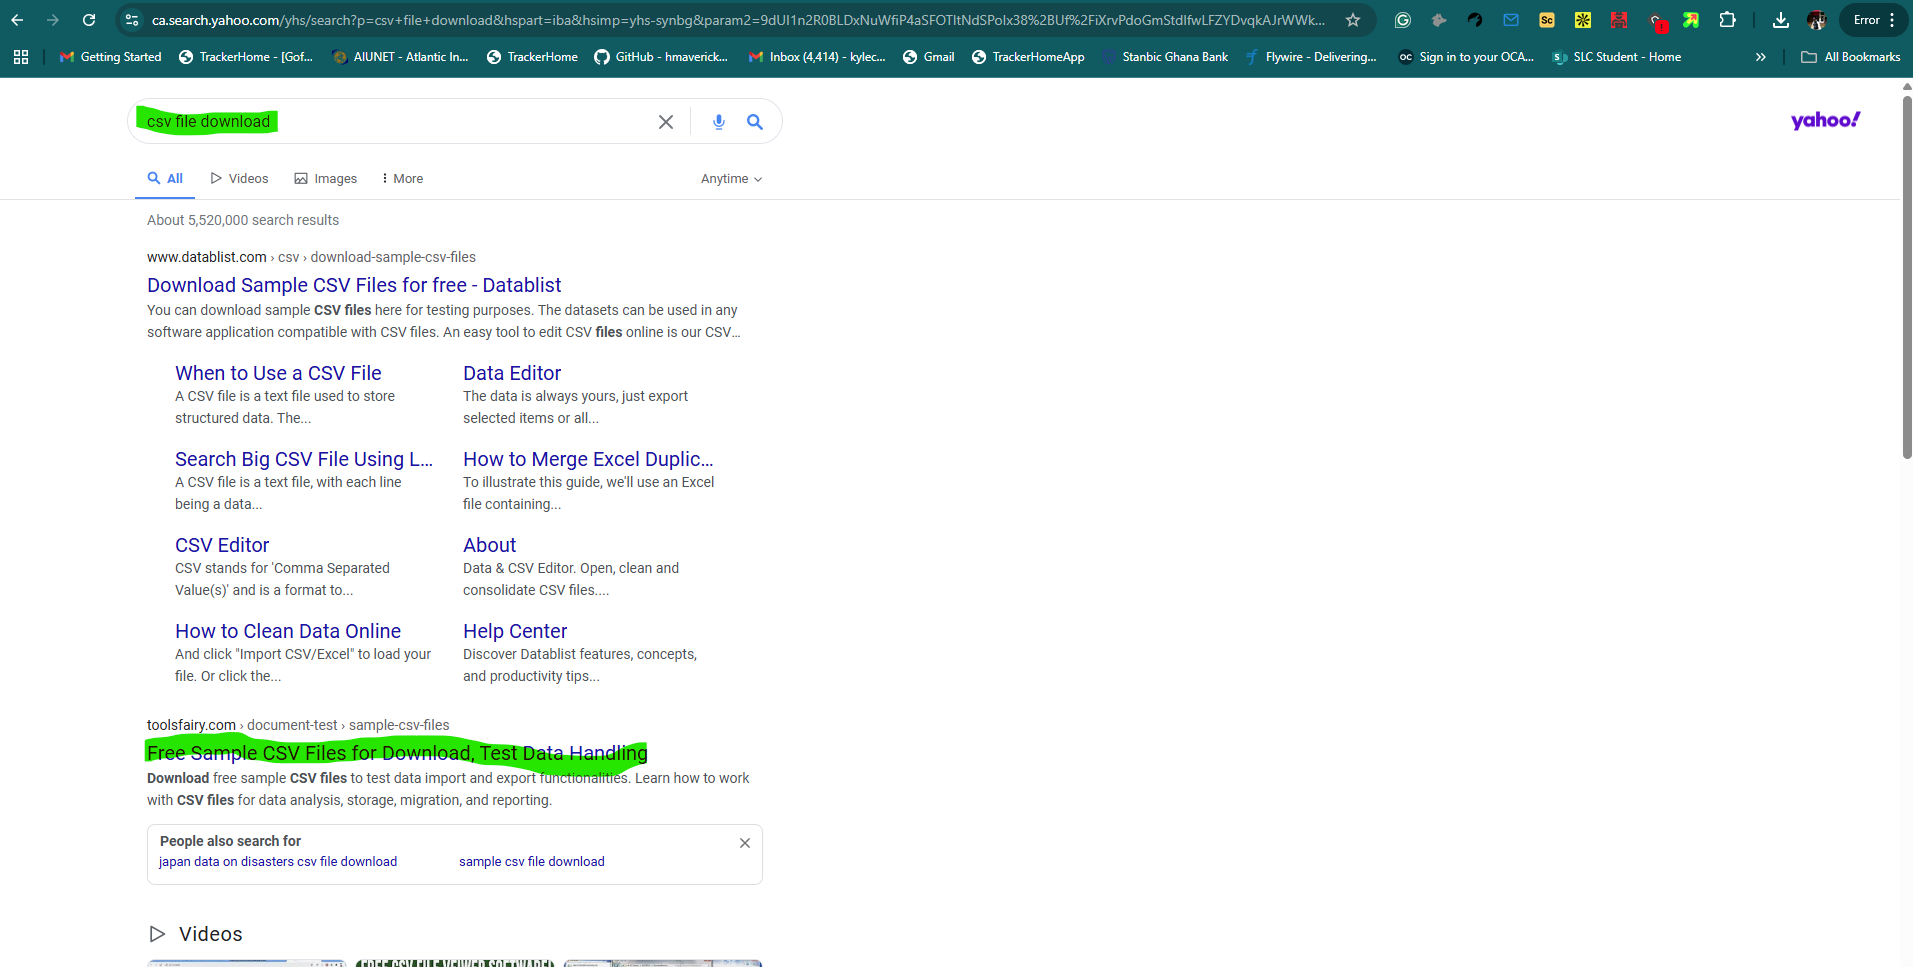 ca.search.yahoo.com/yhs/search?p=csv+file+download&hspart=iba&hsimp=yhs-synbg&param2=
Error
Getting Started
TrackerHome - [Gof...
AIUNET - Atlantic In...
TrackerHome
GitHub - hmaverick...
Inbox (4,414) - kylec...
Gmail
TrackerHomeApp
Stanbic Ghana Bank
Flywire - Delivering...
Sign in to your OCA...
SLC Student - Home
All Bookmarks
csv file download
yahoo!
All Videos Images More Anytime
About 5,520,000 search results
www.datablist.com › csv › download-sample-csv-files
Download Sample CSV Files for free - Datablist
You can download sample CSV files here for testing purposes. The datasets can be used in any
software application compatible with CSV files. An easy tool to edit CSV files online is our CSV...
When to Use a CSV File
A CSV file is a text file used to store
structured data. The...
Data Editor
The data is always yours, just export
selected items or all...
Search Big CSV File Using L...
A CSV file is a text file, with each line
being a data...
How to Merge Excel Duplic...
To illustrate this guide, we'll use an Excel
file containing...
CSV Editor
CSV stands for 'Comma Separated
Value(s)' and is a format to...
About
Data & CSV Editor. Open, clean and
consolidate CSV files....
How to Clean Data Online
And click "Import CSV/Excel" to load your
file. Or click the...
Help Center
Discover Datablist features, concepts,
and productivity tips...
toolsfairy.com › document-test › sample-csv-files
Free Sample CSV Files for Download, Test Data Handling
Download free sample CSV files to test data import and export functionalities. Learn how to work
with CSV files for data analysis, storage, migration, and reporting.
People also search for
japan data on disasters csv file download
sample csv file download
Videos
FREE CSV FILE VIEWER SOFTWARE!